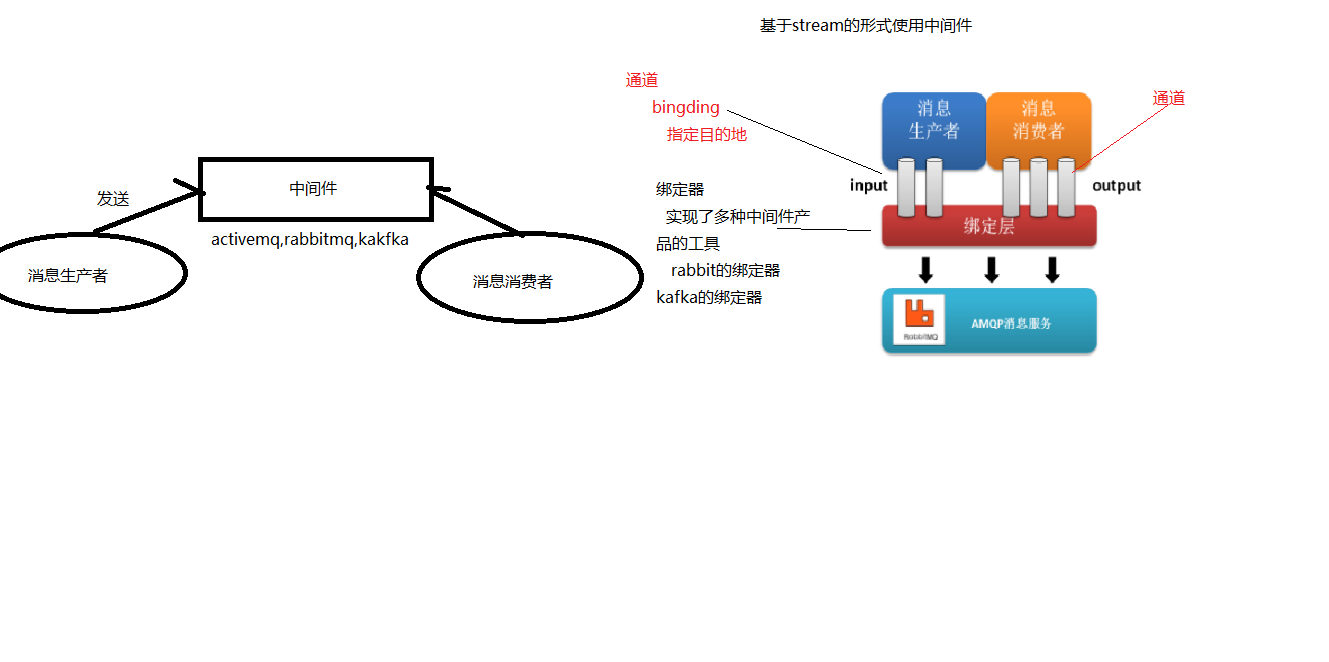 基于stream的形式使用中间件
发送
中间件
activemq,rabbitmq,kakfka
消息生产者
消息消费者
通道
bingding
指定目的地
绑定器
实现了多种中间件产
品的工具
rabbit的绑定器
kafka的绑定器
消息
生产者
消息
消费者
通道
input
output
绑定层
RabbitMQ
AMQP消息服务